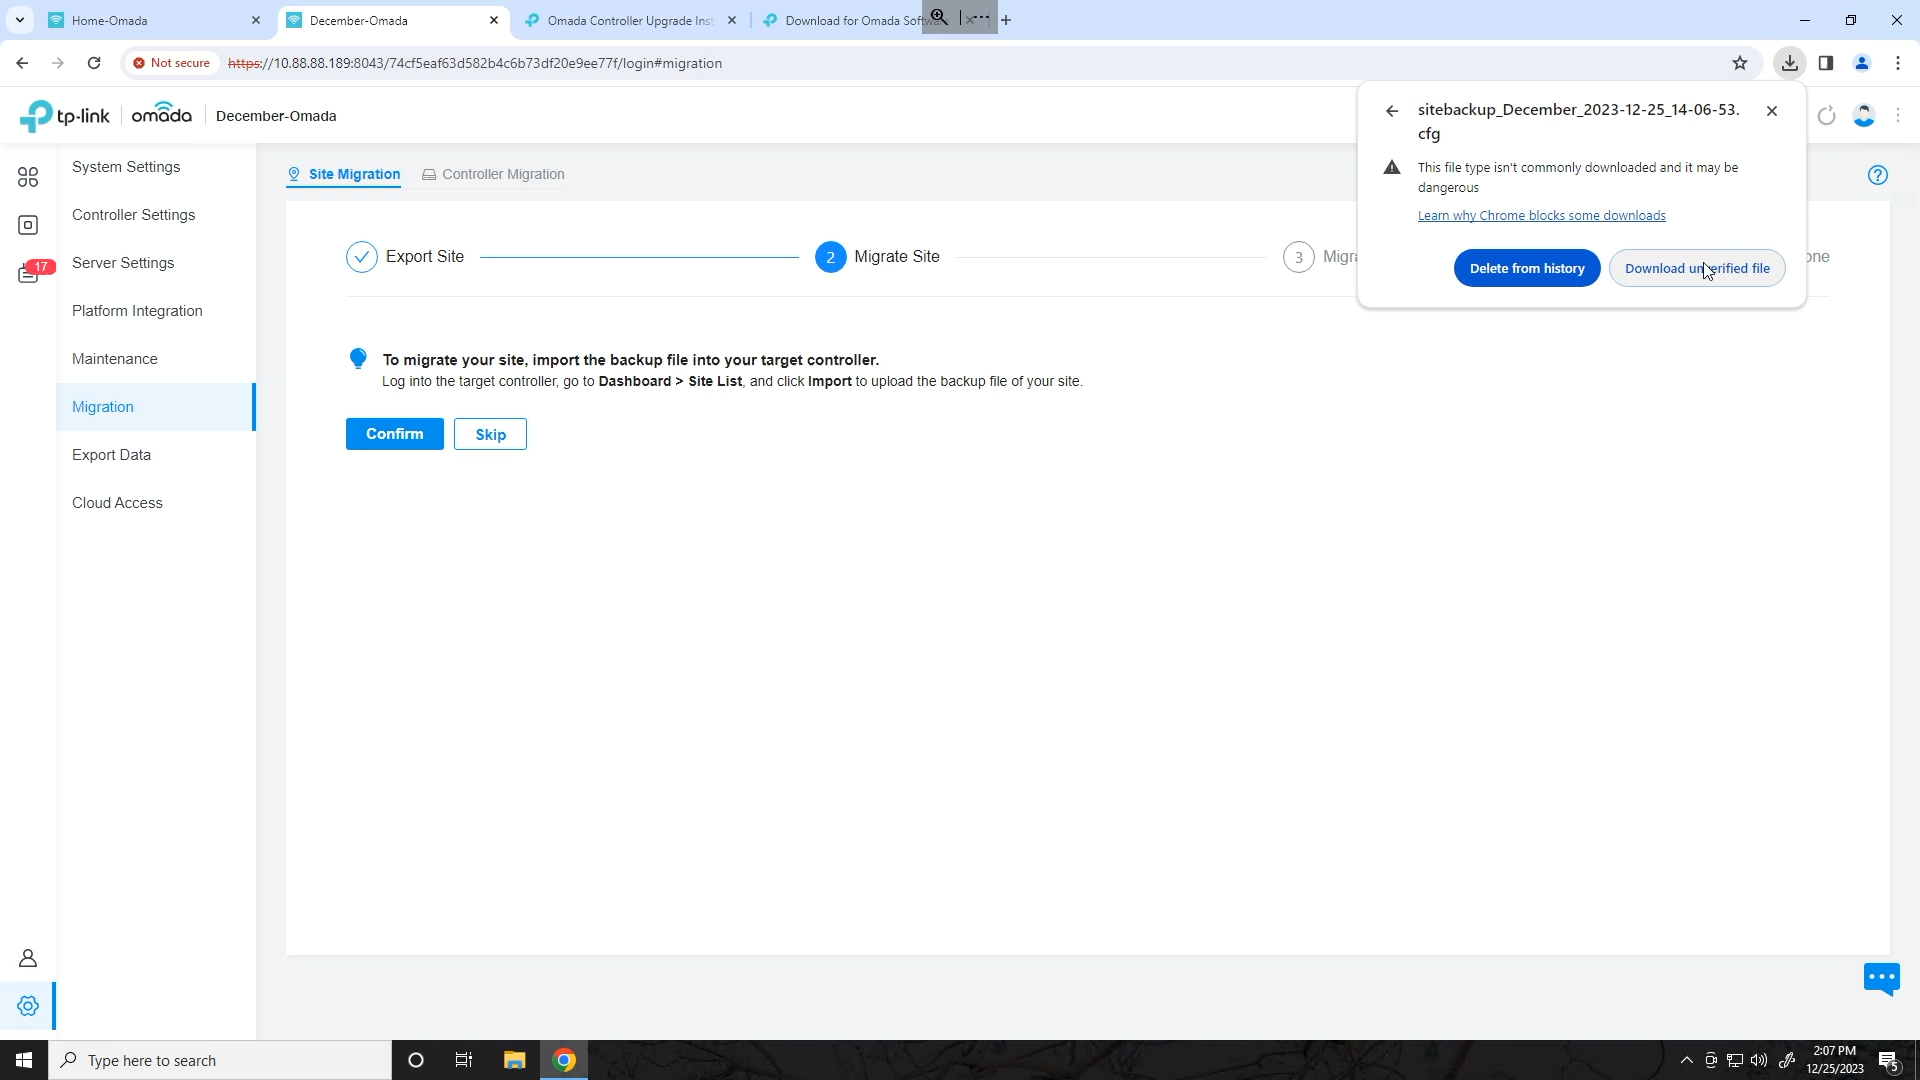 Home-Omada
December-Omada
Omada Controller Upgrade Inst
Download for Omada Softwa
Not secure
https://10.88.88.189:8043/74cf5eaf63d582b4c6b73df20e9ee77f/login#migration
tp-link
omada
December-Omada
sitebackup_December_2023-12-25_14-06-53.
cfg
This file type isn't commonly downloaded and it may be
dangerous
Learn why Chrome blocks some downloads
Delete from history
Download unverified file
17
System Settings
Controller Settings
Server Settings
Platform Integration
Maintenance
Migration
Export Data
Cloud Access
Site Migration
Controller Migration
Export Site
2
Migrate Site
3
Migra
one
To migrate your site, import the backup file into your target controller.
Log into the target controller, go to Dashboard > Site List, and click Import to upload the backup file of your site.
Confirm
Skip
Type here to search
2:07 PM
12/25/2023
5